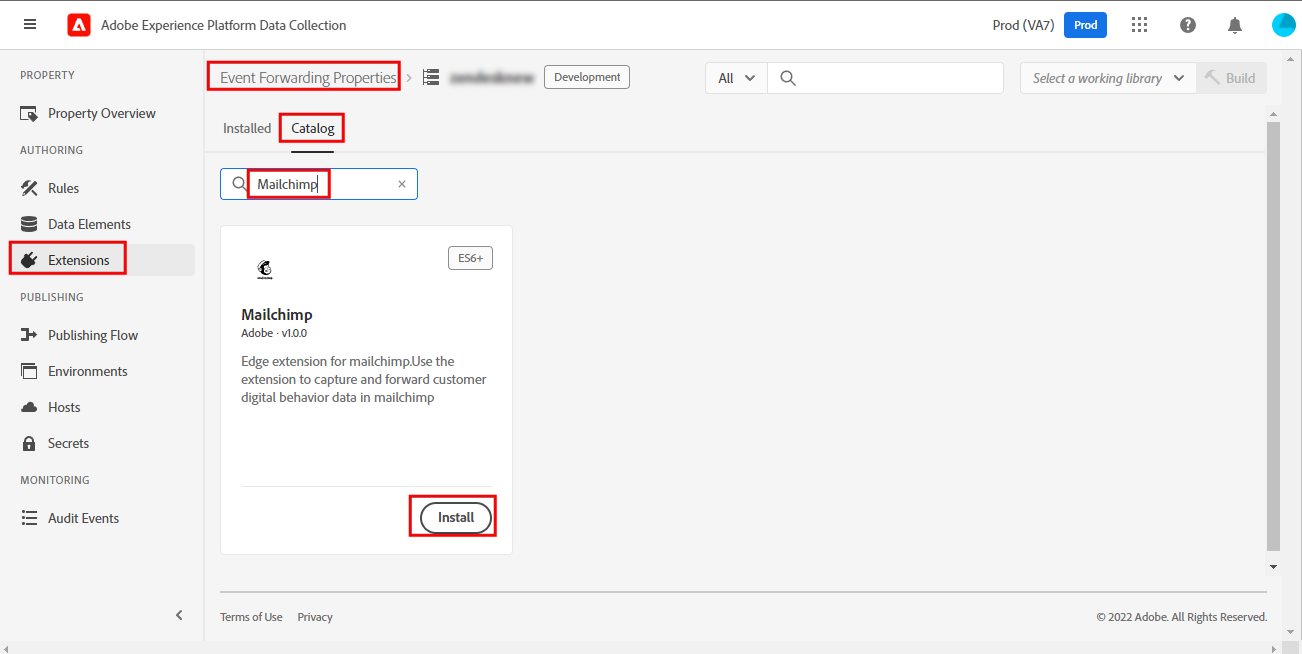 Adobe Experience Platform Data Collection
Prod (VA7)
Prod
PROPERTY
Property Overview
AUTHORING
Rules
Data Elements
Extensions
PUBLISHING
Publishing Flow
Environments
Hosts
Secrets
MONITORING
Audit Events
Event Forwarding Properties
Development
All
Select a working library
Build
Installed
Catalog
Mailchimp
ES6+
Mailchimp
Adobe · v1.0.0
Edge extension for mailchimp.Use the
extension to capture and forward customer
digital behavior data in mailchimp
Install
Terms of Use
Privacy
© 2022 Adobe. All Rights Reserved.